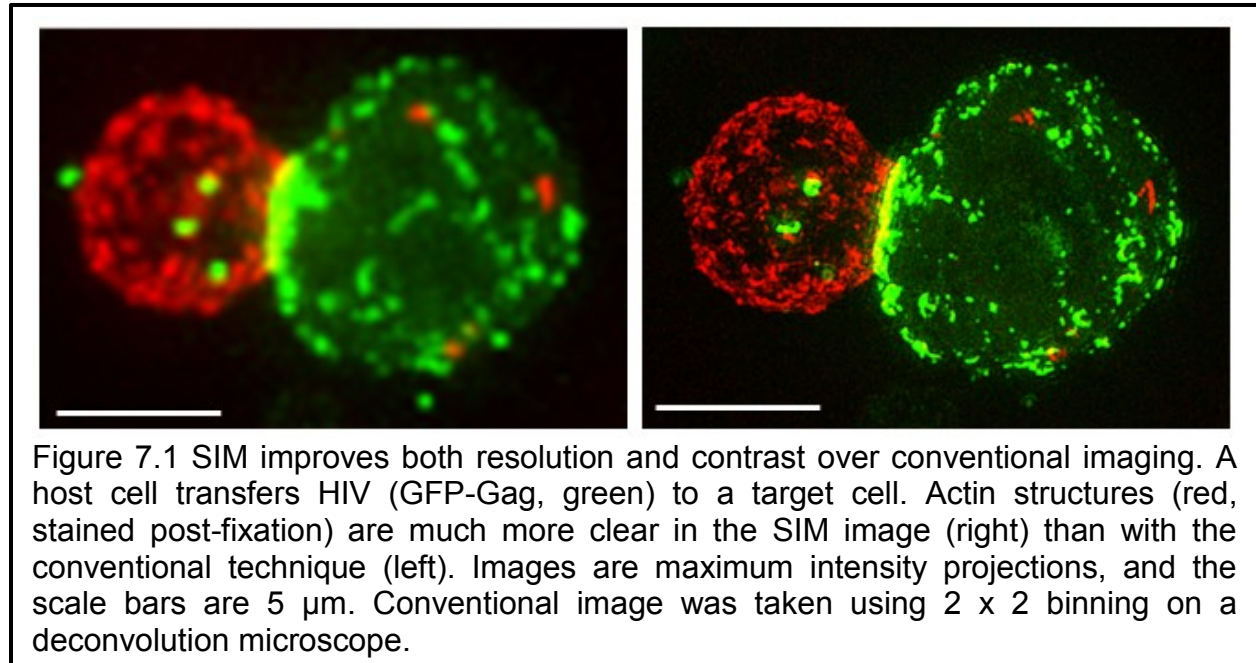 Figure 7.1 SIM improves both resolution and contrast over conventional imaging. A
host cell transfers HIV (GFP-Gag, green) to a target cell. Actin structures (red,
stained post-fixation) are much more clear in the SIM image (right) than with the
conventional technique (left). Images are maximum intensity projections, and the
scale bars are 5 µm. Conventional image was taken using 2 x 2 binning on a
deconvolution microscope.